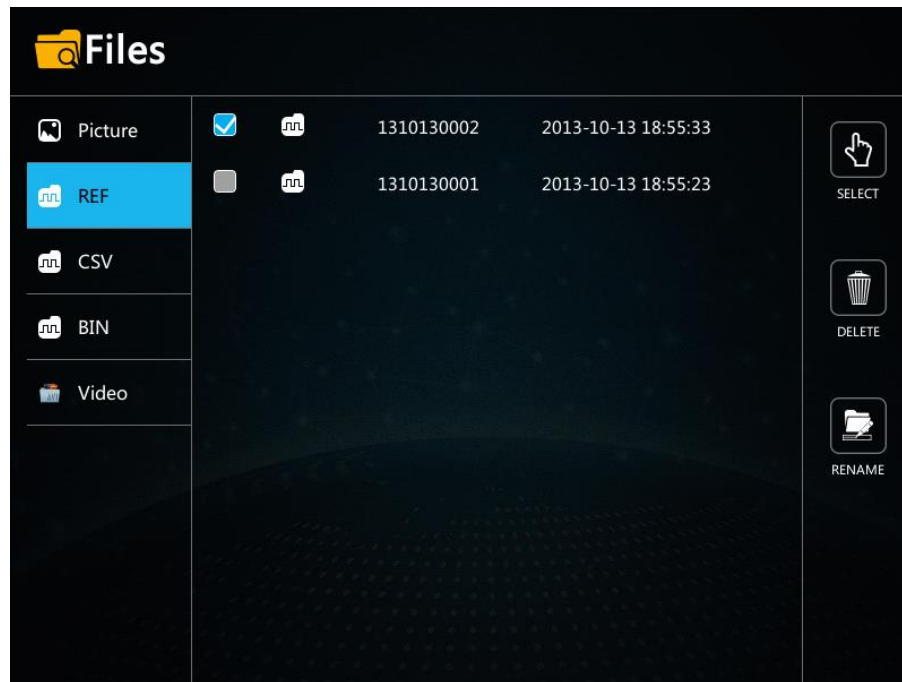 Files
Picture
REF
CSV
BIN
Video
1310130002 2013-10-13 18:55:33
1310130001 2013-10-13 18:55:23
SELECT
DELETE
RENAME